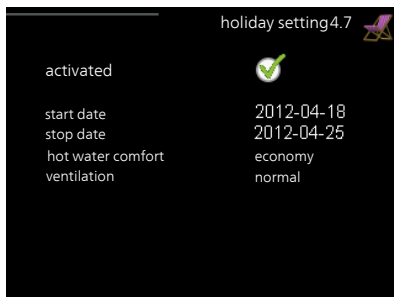 holiday setting4.7
activated
start date 2012-04-18
stop date 2012-04-25
hot water comfort economy
ventilation normal